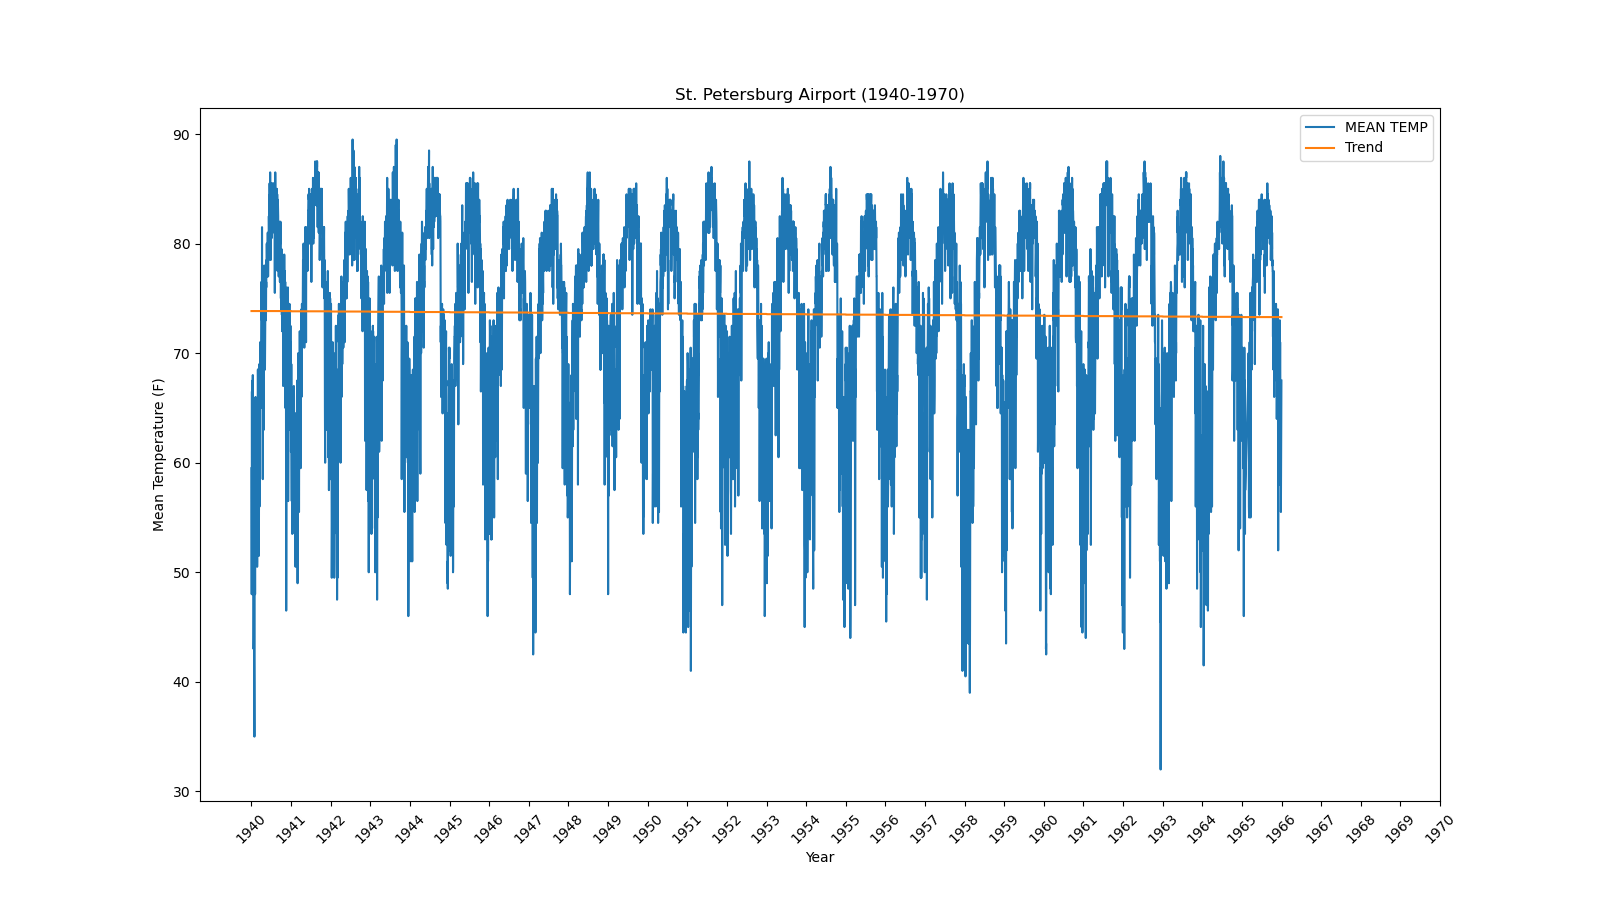 St. Petersburg Airport (1940-1970)
MEAN TEMP
Trend
90
80
70
60
50
40
30
Mean Temperature (F)
1940 1941 1942 1943 1944 1945 1946 1947 1948 1949 1950 1951 1952 1953 1954 1955 1956 1957 1958 1959 1960 1961 1962 1963 1964 1965 1966 1967 1968 1969 1970
Year